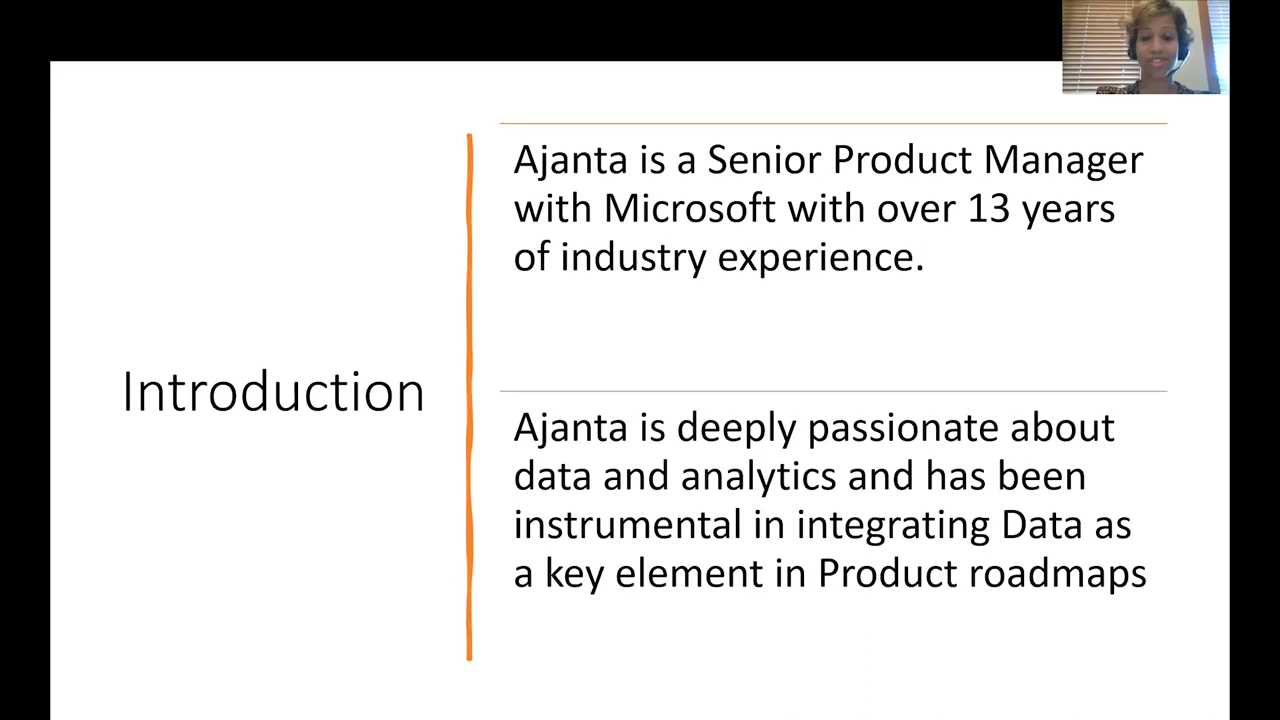 Introduction
Ajanta is a Senior Product Manager
with Microsoft with over 13 years
of industry experience.
Ajanta is deeply passionate about
data and analytics and has been
instrumental in integrating Data as
a key element in Product roadmaps